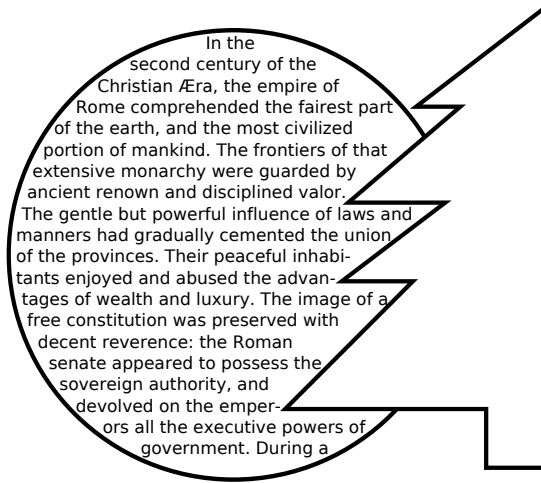 In the
second century of the
Christian Æra, the empire of
Rome comprehended the fairest part
of the earth, and the most civilized
portion of mankind. The frontiers of that
extensive monarchy were guarded by
ancient renown and disciplined valor.
The gentle but powerful influence of laws and
manners had gradually cemented the union
of the provinces. Their peaceful inhabi-
tants enjoyed and abused the advan-
tages of wealth and luxury. The image of a
free constitution was preserved with
decent reverence: the Roman
senate appeared to possess the
sovereign authority, and
devolved on the emper-
ors all the executive powers of
government. During a